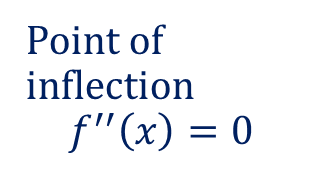 Point of
inflection
f′′(x) = 0